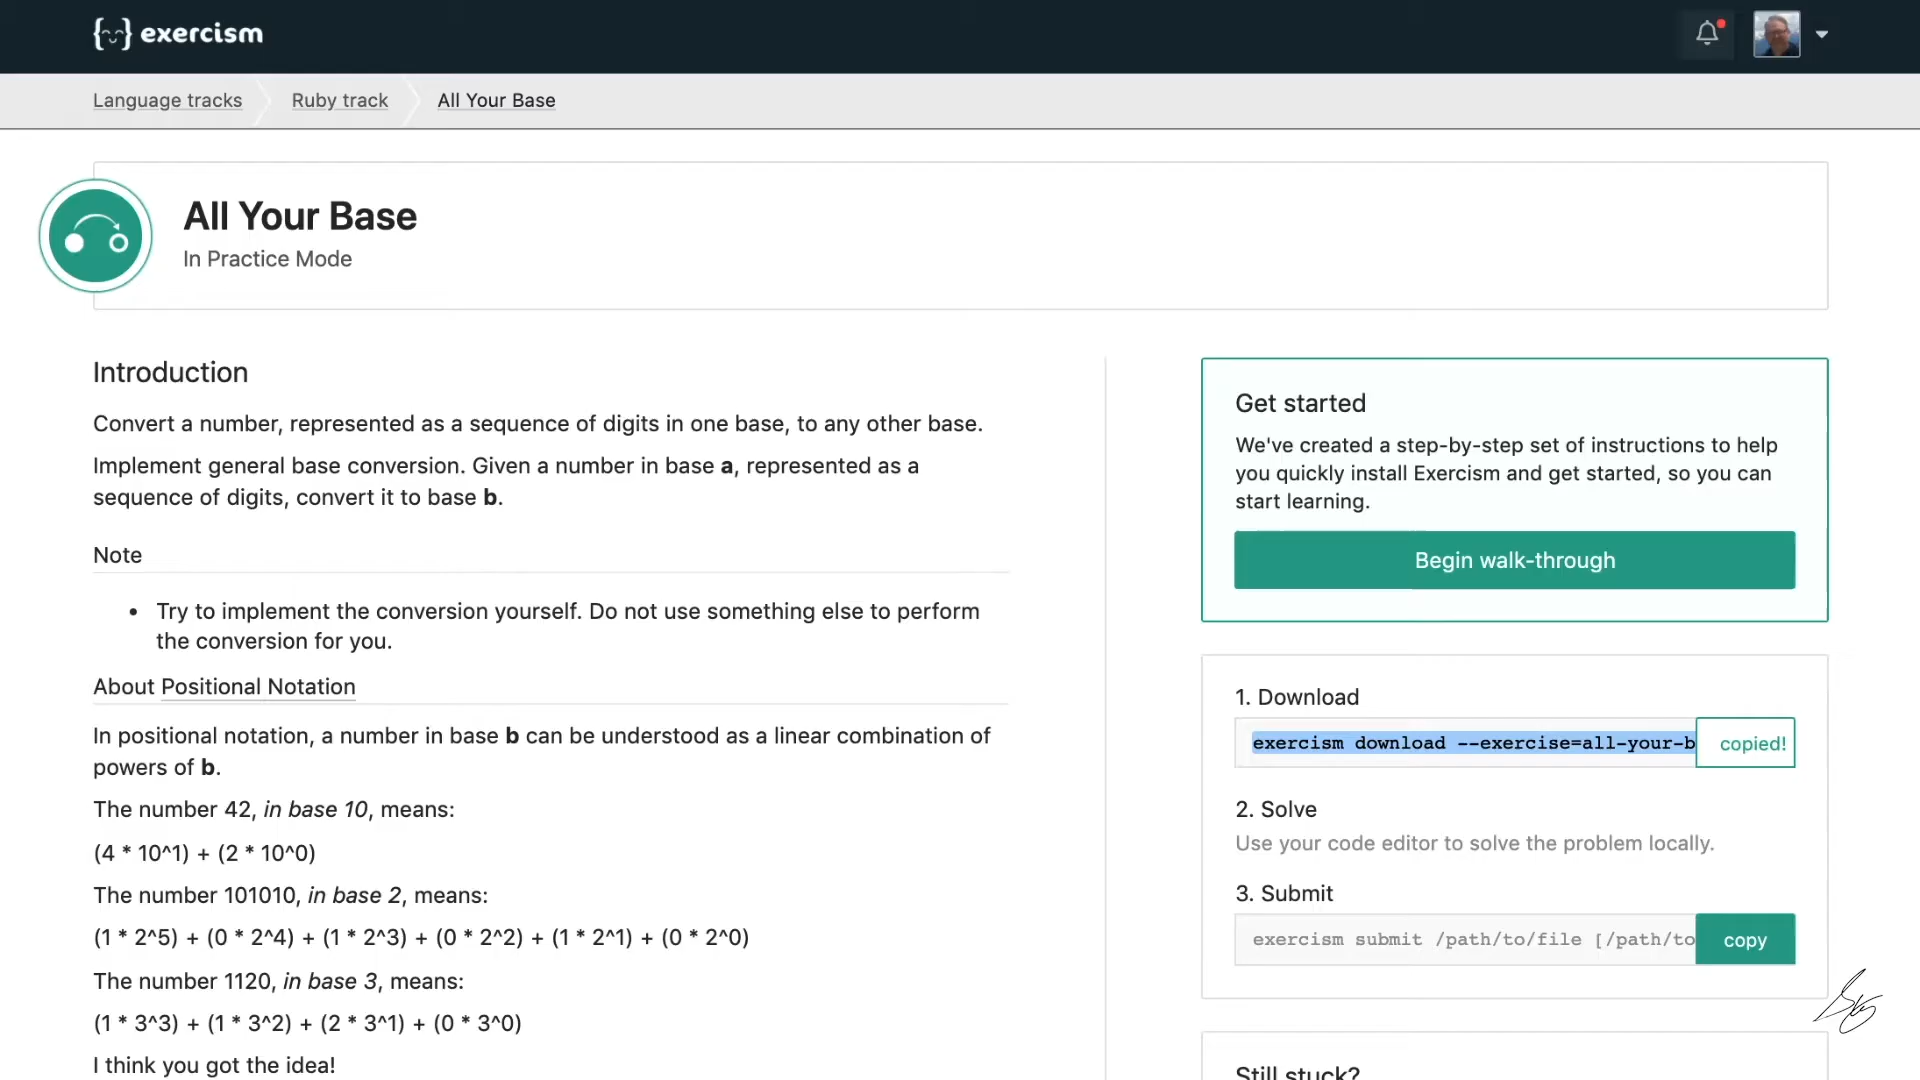 exercism
Language tracks
Ruby track
All Your Base
All Your Base
In Practice Mode
Introduction
Convert a number, represented as a sequence of digits in one base, to any other base.
Implement general base conversion. Given a number in base a, represented as a
sequence of digits, convert it to base b.
Note
• Try to implement the conversion yourself. Do not use something else to perform
the conversion for you.
About Positional Notation
In positional notation, a number in base b can be understood as a linear combination of
powers of b.
The number 42, in base 10, means:
(4 * 10^1) + (2 * 10^0)
The number 101010, in base 2, means:
(1 * 2^5) + (0 * 2^4) + (1 * 2^3) + (0 * 2^2) + (1 * 2^1) + (0 * 2^0)
The number 1120, in base 3, means:
(1 * 3^3) + (1 * 3^2) + (2 * 3^1) + (0 * 3^0)
I think you got the idea!
Get started
We've created a step-by-step set of instructions to help
you quickly install Exercism and get started, so you can
start learning.
Begin walk-through
1. Download
exercism download --exercise=all-your-b
copied!
2. Solve
Use your code editor to solve the problem locally.
3. Submit
exercism submit /path/to/file [/path/to
copy
Still stuck?